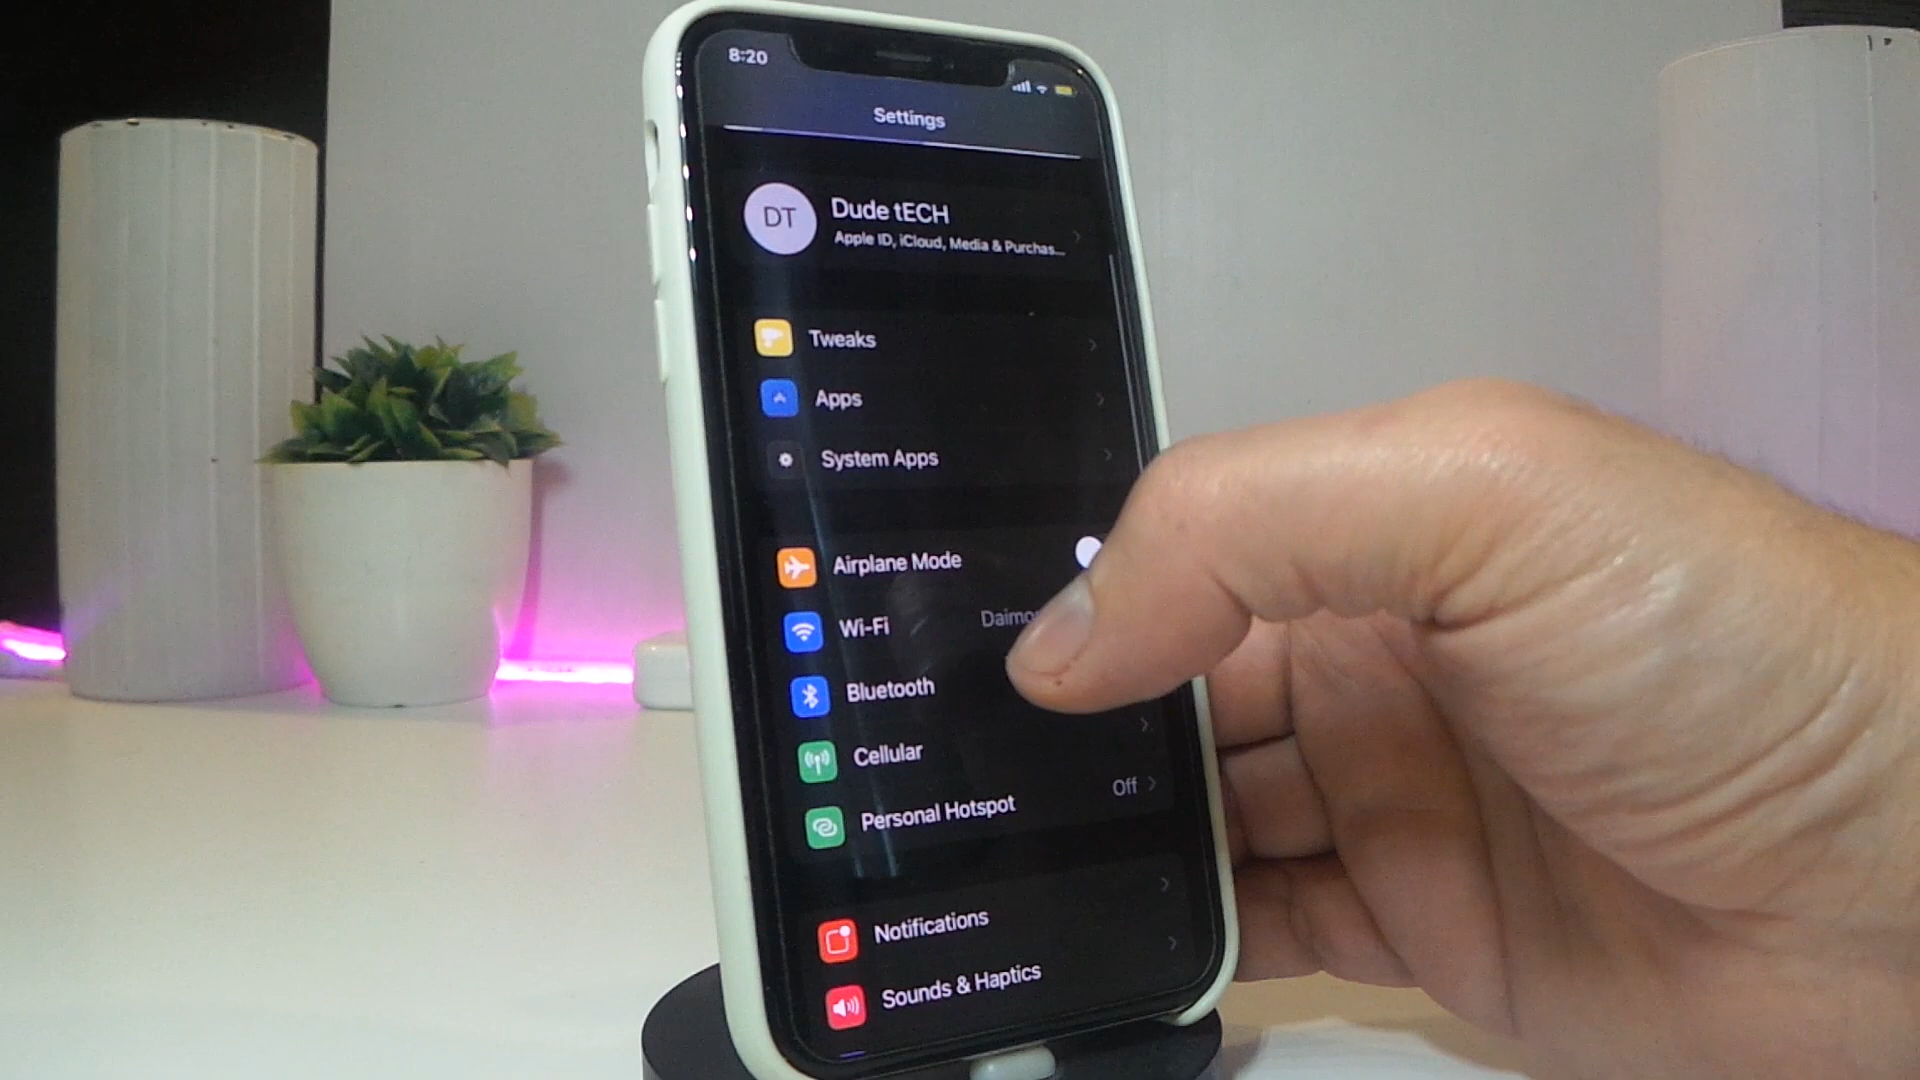 8:20
Settings
DT
Dude tECH
Apple ID, iCloud, Media & Purchas...
Tweaks
Apps
System Apps
Airplane Mode
Wi-Fi
Bluetooth
Cellular
Personal Hotspot Off
Notifications
Sounds & Haptics